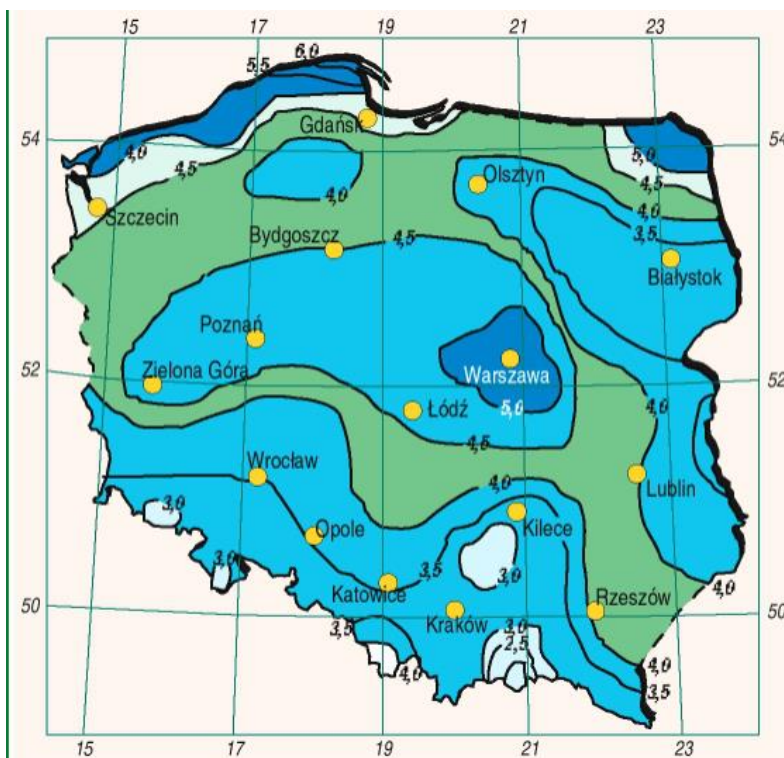 15 17 19 21 23
6,0
5,5
54 54
Gdańsk
4,0
5,0
4,5
4,5
Olsztyn
4,0
4,0
Szczecin
3,5
Bydgoszcz
4,5
Białystok
Poznań
Zielona Góra
52 52
Warszawa
Łódź
5,0
4,0
4,5
Wrocław
4,0
Lublin
3,0
Opole
Kilece
3,0
3,5
3,0
Katowice
4,0
50 50
Kraków
Rzeszów
3,5
3,0
2,5
4,0
4,0
3,5
15 17 19 21 23